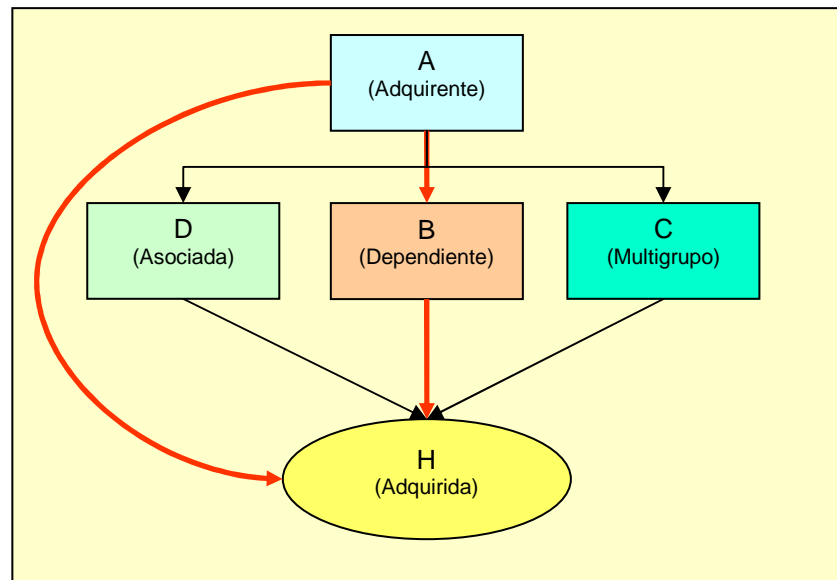 A
(Adquirente)
D
(Asociada)
B
(Dependiente)
C
(Multigrupo)
H
(Adquirida)